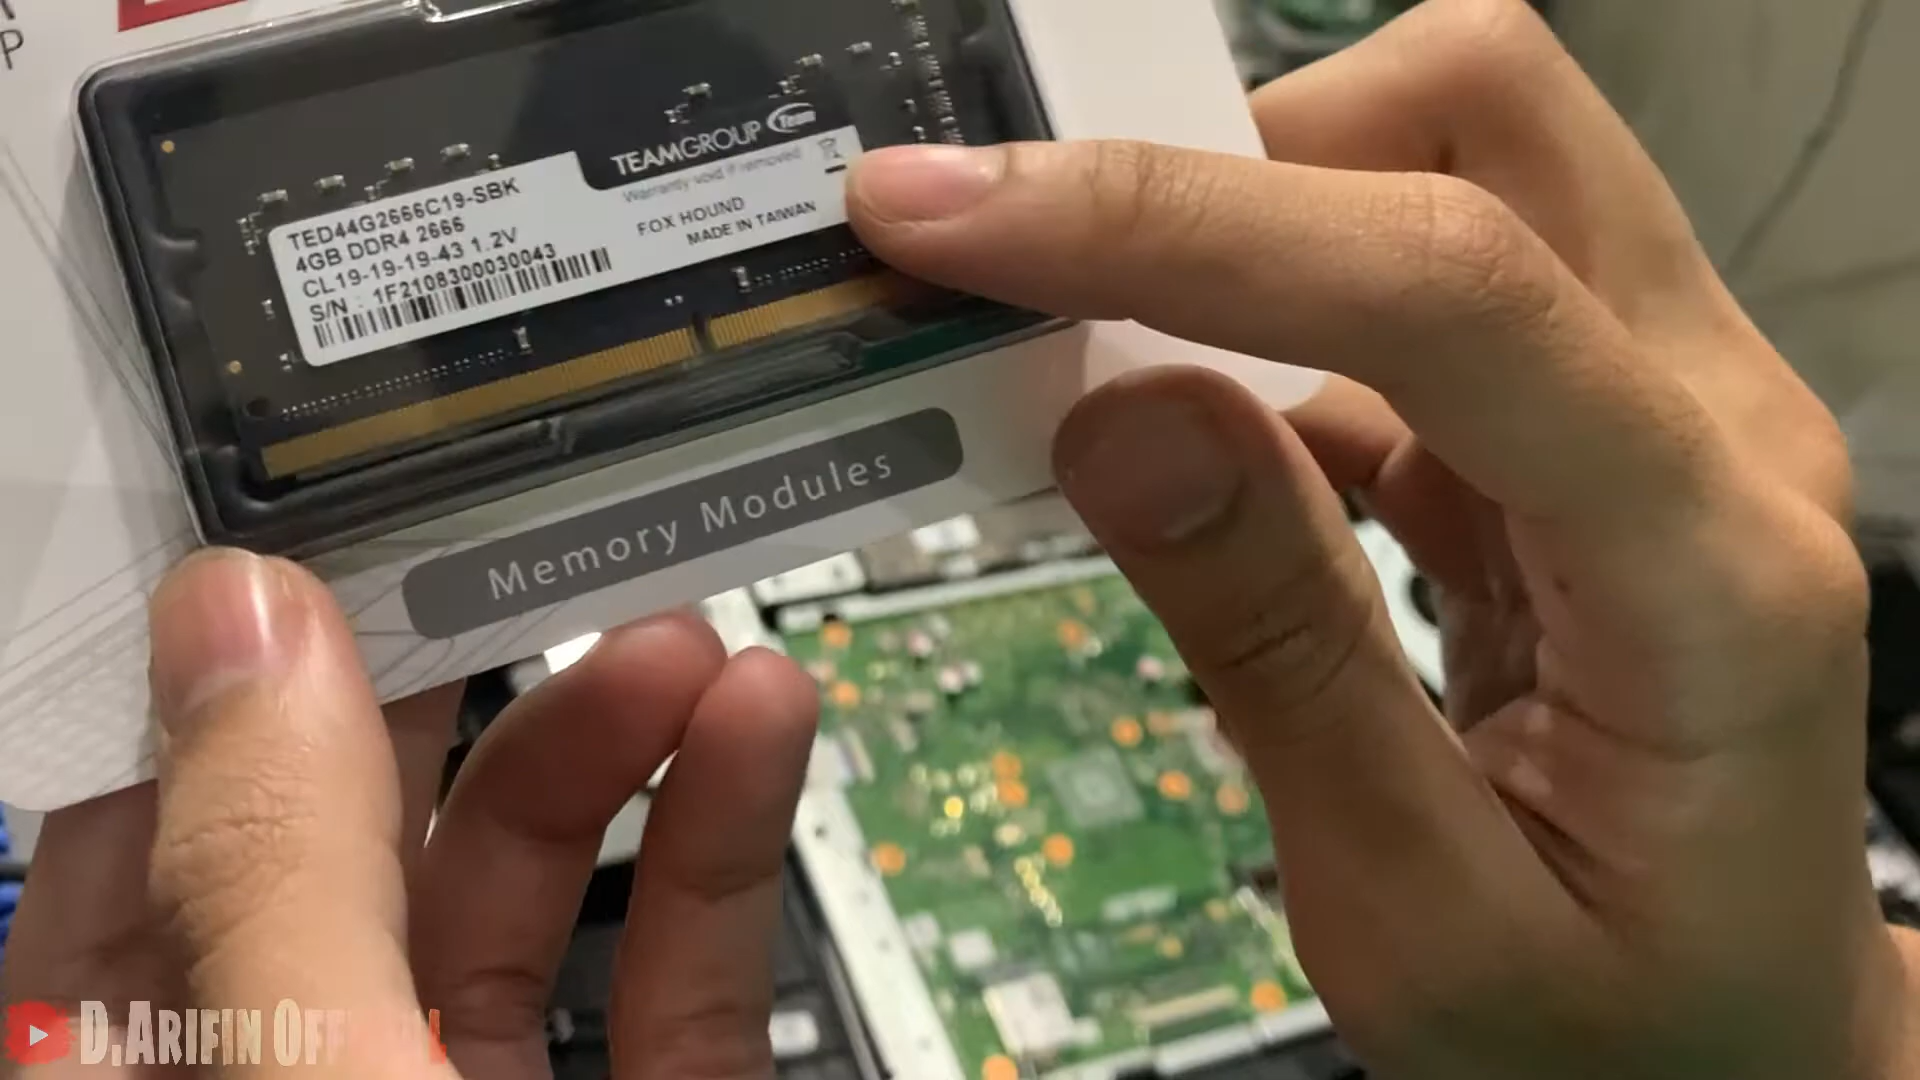 P
TEAMGROUP Team
Warranty void if removed
TED44G2666C19-SBK
4GB DDR4 2666
CL19-19-19-43 1.2V
S/N : 1F2108300030043
FOX HOUND
MADE IN TAIWAN
Memory Modules
D.ARIFIN